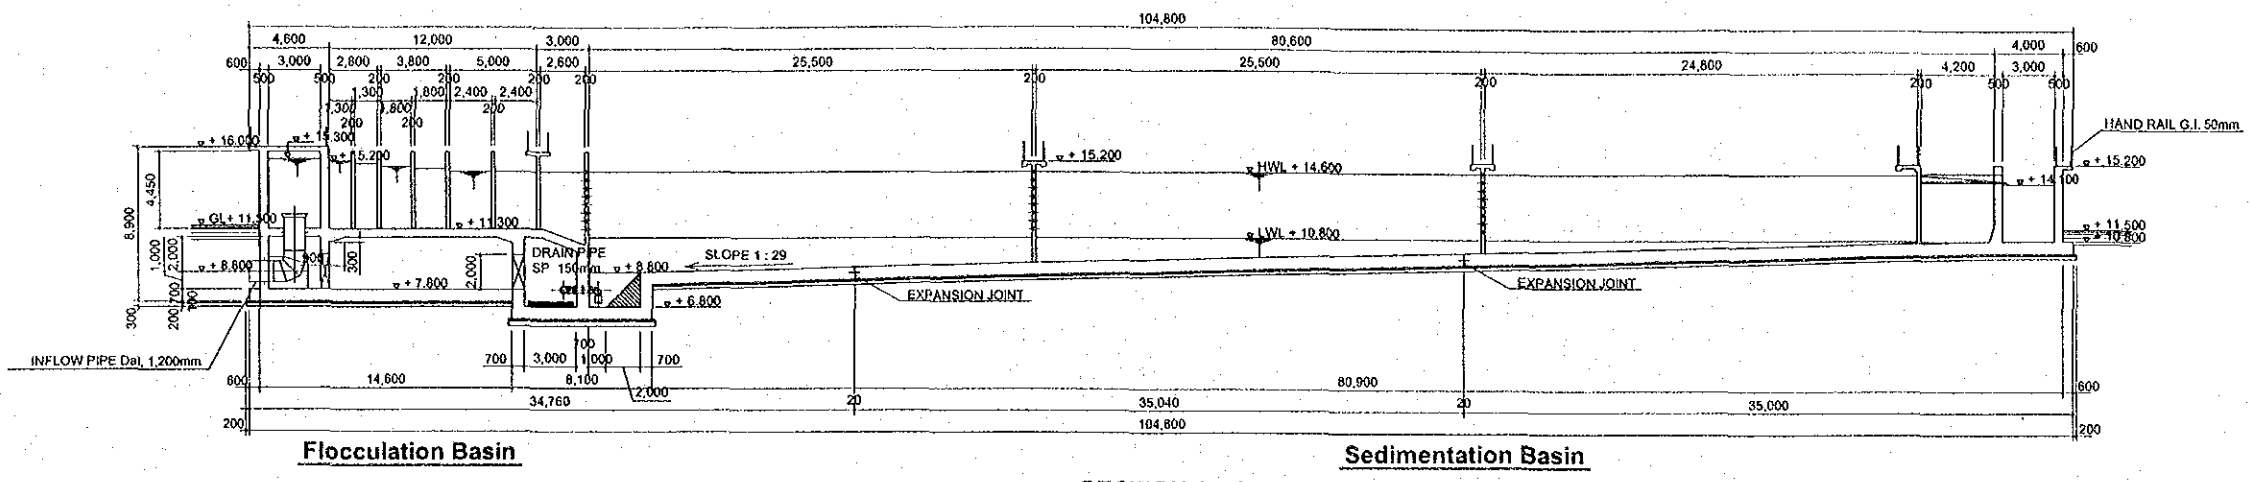 104,800
4,600 12,000 3,000 80,600 4,000
600 3,000 2,800 3,800 5,000 2,600 25,500 25,500 24,800 4,200 3,000 600
500 500 200 200 200 200 200 200 200 500 500
1,300 1,800 2,400 2,400
1,300 1,800 200
200 200
HAND RAIL G.I. 50mm
+ 16,000 + 15,300
+ 15,200 + 15,200
HWL + 14,600 + 14,100
4,450
8,900
GL+ 11,300 + 11,300 + 11,500
LWL + 10,800 + 10,800
DRAIN PIPE
SP 150mm
SLOPE 1 : 29
1,000 2,000 300 2,000
+ 8,800 + 9,800
+ 7,800 + 6,800
EXPANSION JOINT EXPANSION JOINT
300 200 700
INFLOW PIPE Dai, 1,200mm
700 3,000 700 1,000 700
600 14,600 8,100 80,900 600
2,000
34,760 20 35,040 20 35,000
200 104,800 200
Flocculation Basin Sedimentation Basin